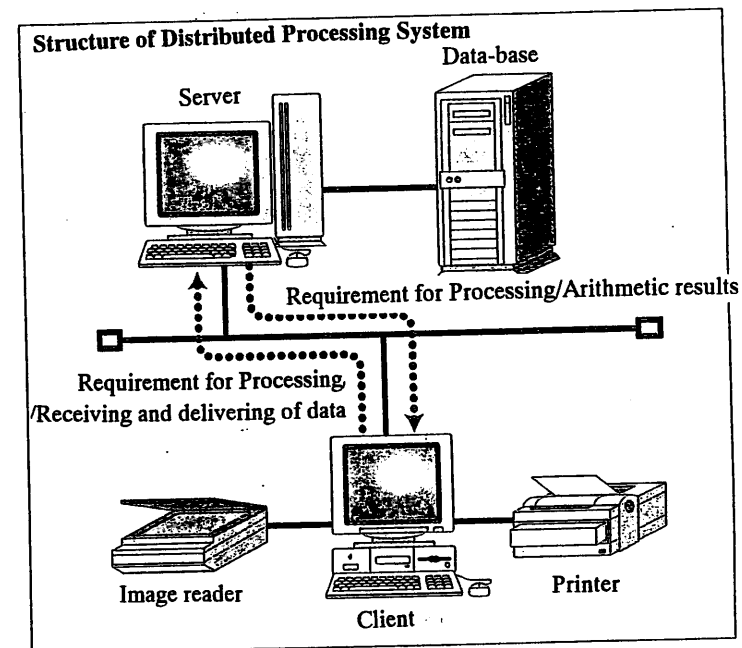 Structure of Distributed Processing System
Data-base
Server
Requirement for Processing/Arithmetic results
Requirement for Processing
/Receiving and delivering of data
Image reader
Printer
Client